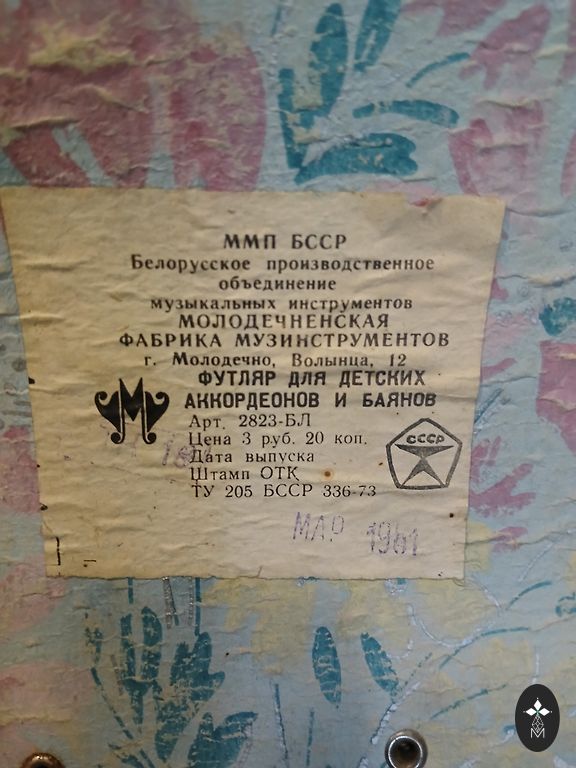 ММП БССР
Белорусское производственное
объединение
музыкальных инструментов
МОЛОДЕЧНЕНСКАЯ
ФАБРИКА МУЗИНСТРУМЕНТОВ
г. Молодечно, Волынца, 12
ФУТЛЯР ДЛЯ ДЕТСКИХ
АККОРДЕОНОВ И БАЯНОВ
Арт. 2823-БЛ
СССР
Цена 3 руб. 20 коп.
Дата выпуска
Штамп ОТК
ТУ 205 БССР 336-73
МАР